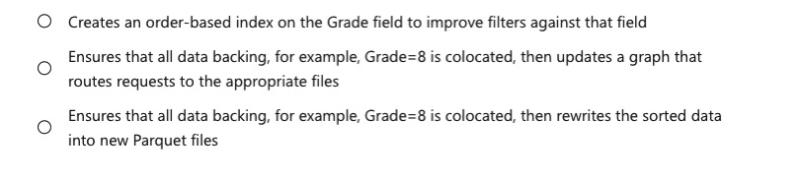 Creates an order-based index on the Grade field to improve filters against that field
Ensures that all data backing, for example, Grade=8 is colocated, then updates a graph that
routes requests to the appropriate files
Ensures that all data backing, for example, Grade=8 is colocated, then rewrites the sorted data
into new Parquet files